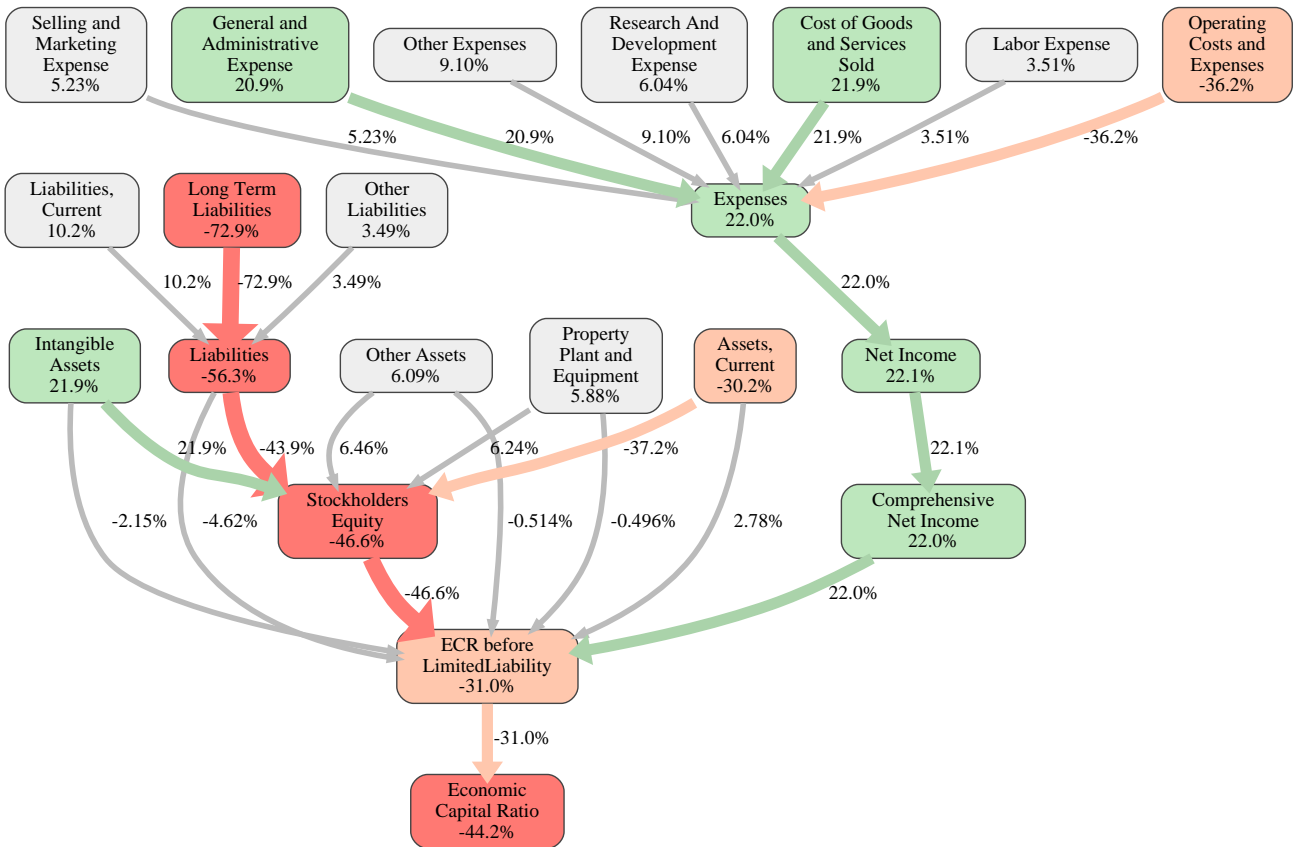 Selling and
Marketing
Expense
5.23%
General and
Administrative
Expense
20.9%
Other Expenses
9.10%
Research And
Development
Expense
6.04%
Cost of Goods
and Services
Sold
21.9%
Labor Expense
3.51%
Operating
Costs and
Expenses
-36.2%
5.23%
20.9%
9.10%
6.04%
21.9%
3.51%
-36.2%
Liabilities,
Current
10.2%
Long Term
Liabilities
-72.9%
Other
Liabilities
3.49%
Expenses
22.0%
10.2%
-72.9%
3.49%
22.0%
Intangible
Assets
21.9%
Liabilities
-56.3%
Other Assets
6.09%
Property
Plant and
Equipment
5.88%
Assets,
Current
-30.2%
Net Income
22.1%
21.9%
-43.9%
6.46%
6.24%
-37.2%
22.1%
Stockholders
Equity
-46.6%
Comprehensive
Net Income
22.0%
-2.15%
-4.62%
-0.514%
-0.496%
2.78%
-46.6%
22.0%
ECR before
LimitedLiability
-31.0%
-31.0%
Economic
Capital Ratio
-44.2%